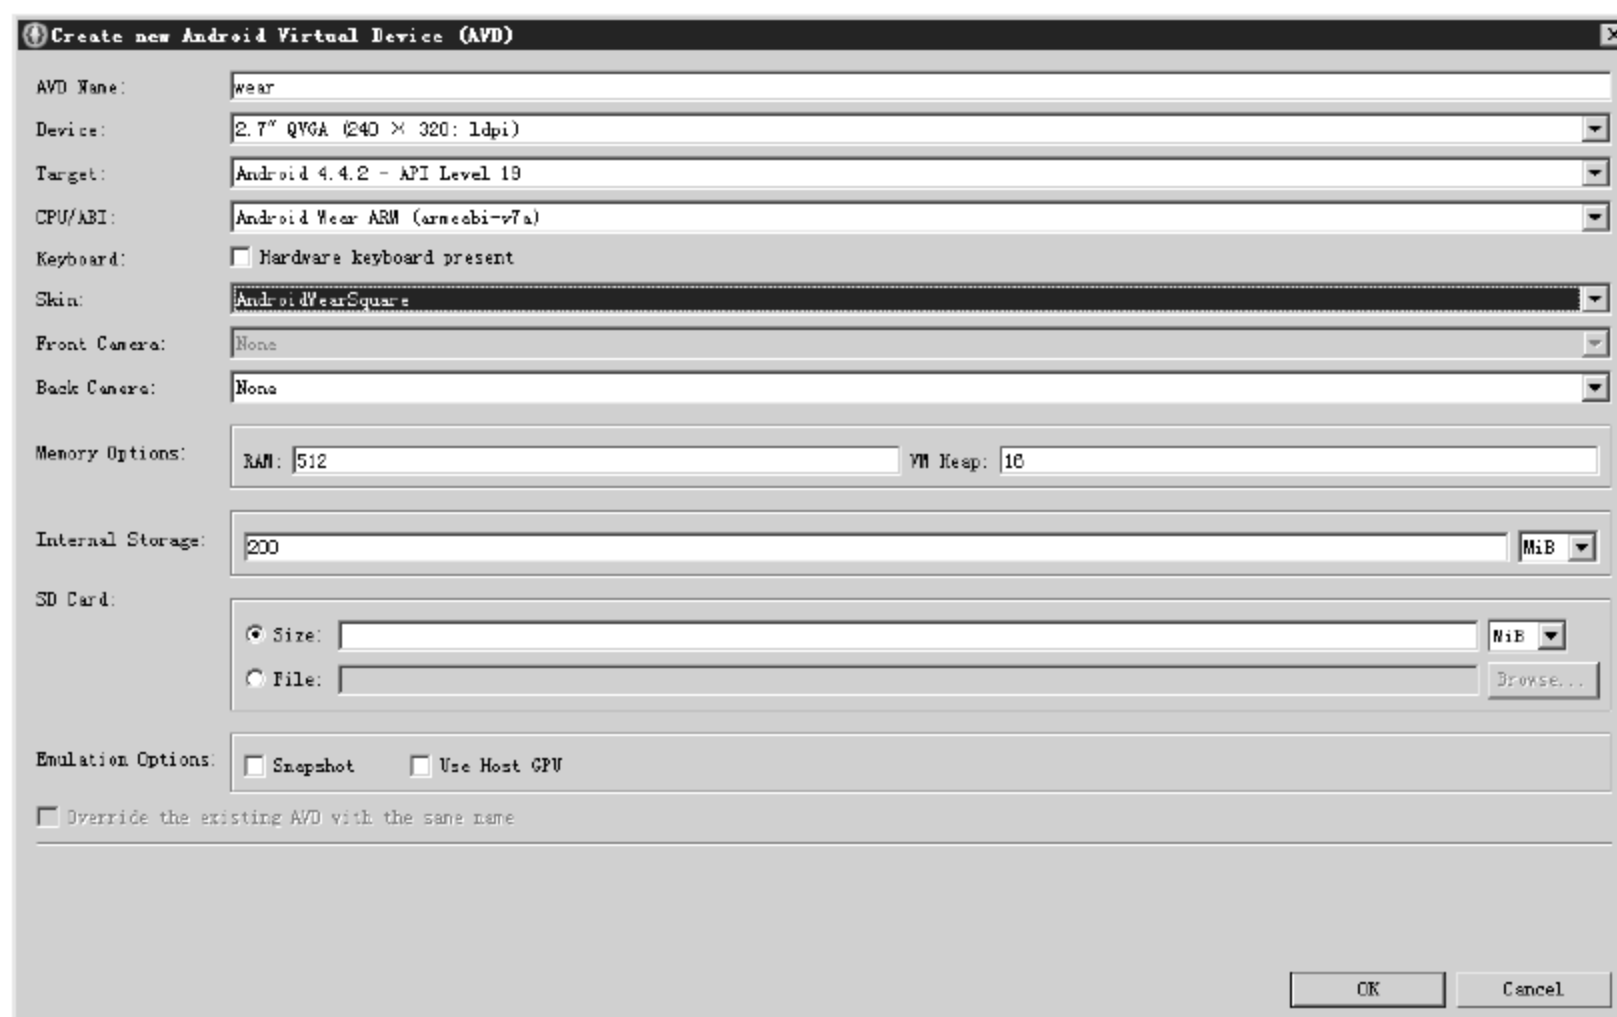 Create new Android Virtual Device (AVD)
AVD Name: wear
Device: 2.7" QVGA (240 × 320: ldpi)
Target: Android 4.4.2 - API Level 19
CPU/ABI: Android Wear ARM (armeabi-v7a)
Keyboard: Hardware keyboard present
Skin: AndroidWearSquare
Front Camera: None
Back Camera: None
Memory Options: RAM: 512 VM Heap: 16
Internal Storage: 200 MiB
SD Card:
Size: MiB
File: Browse...
Emulation Options: Snapshot Use Host GPU
Override the existing AVD with the same name
OK Cancel